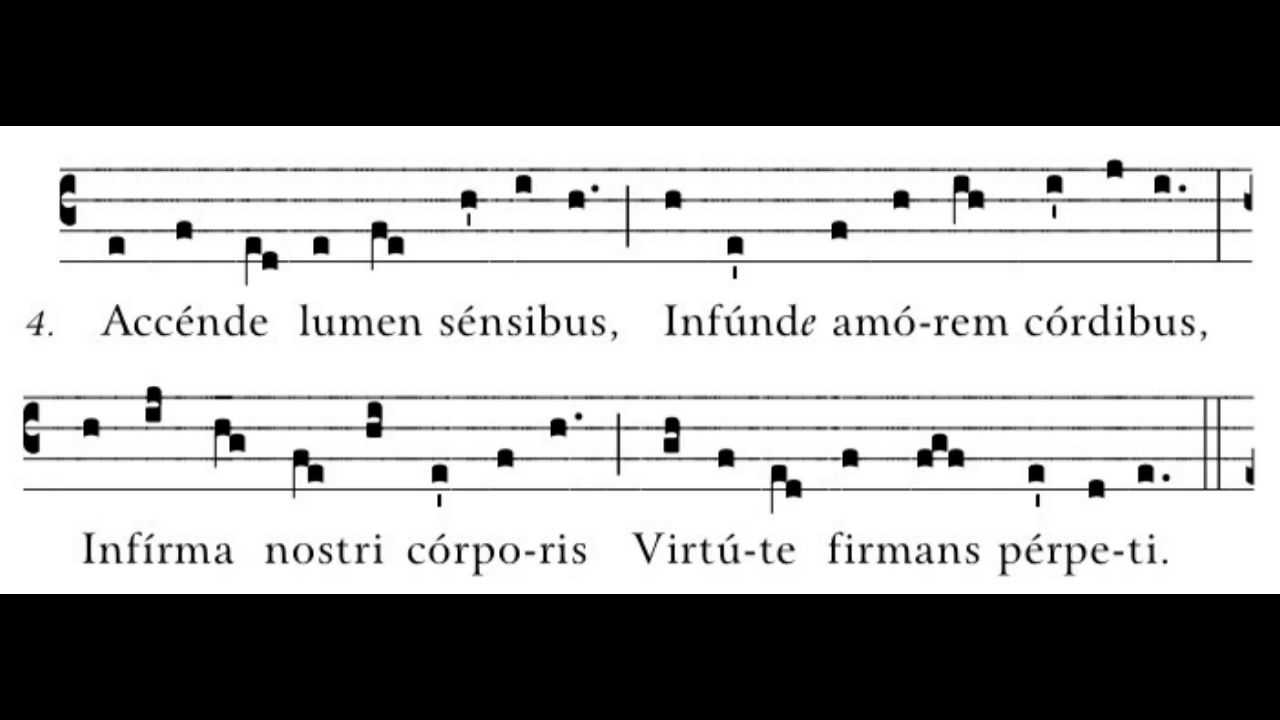 4. Accénde lumen sénsibus, Infúnde amó-rem córdibus,
Infírma nostri córpo-ris Virtú-te firmans pérpe-ti.